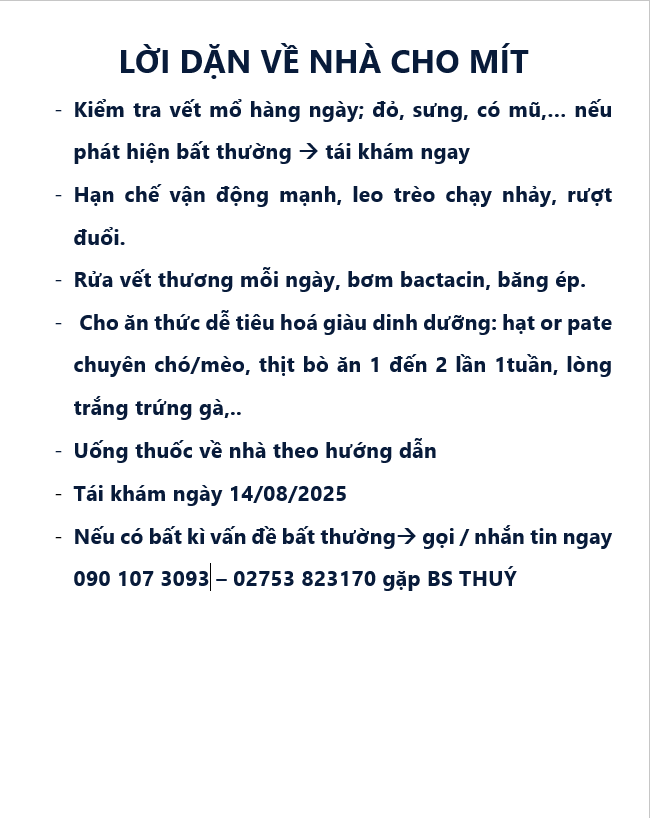 LỜI DẶN VỀ NHÀ CHO MÍT
- Kiểm tra vết mổ hàng ngày; đỏ, sưng, có mũ,... nếu
phát hiện bất thường → tái khám ngay
- Hạn chế vận động mạnh, leo trèo chạy nhảy, rượt
đuổi.
- Rửa vết thương mỗi ngày, bơm bactacin, băng ép.
- Cho ăn thức dễ tiêu hoá giàu dinh dưỡng: hạt or pate
chuyên chó/mèo, thịt bò ăn 1 đến 2 lần 1tuần, lòng
trắng trứng gà,..
- Uống thuốc về nhà theo hướng dẫn
- Tái khám ngày 14/08/2025
- Nếu có bất kì vấn đề bất thường→ gọi / nhắn tin ngay
090 107 3093 – 02753 823170 gặp BS THUÝ